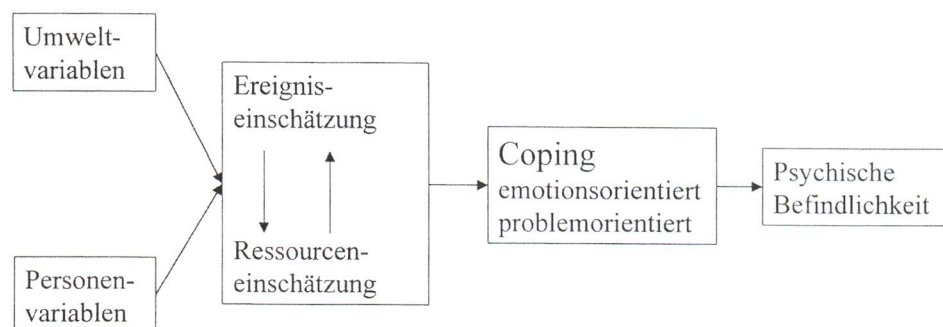 Umwelt-
variablen
Ereignis-
einschätzung
Ressourcen-
einschätzung
Personen-
variablen
Coping
emotionsorientiert
problemorientiert
Psychische
Befindlichkeit